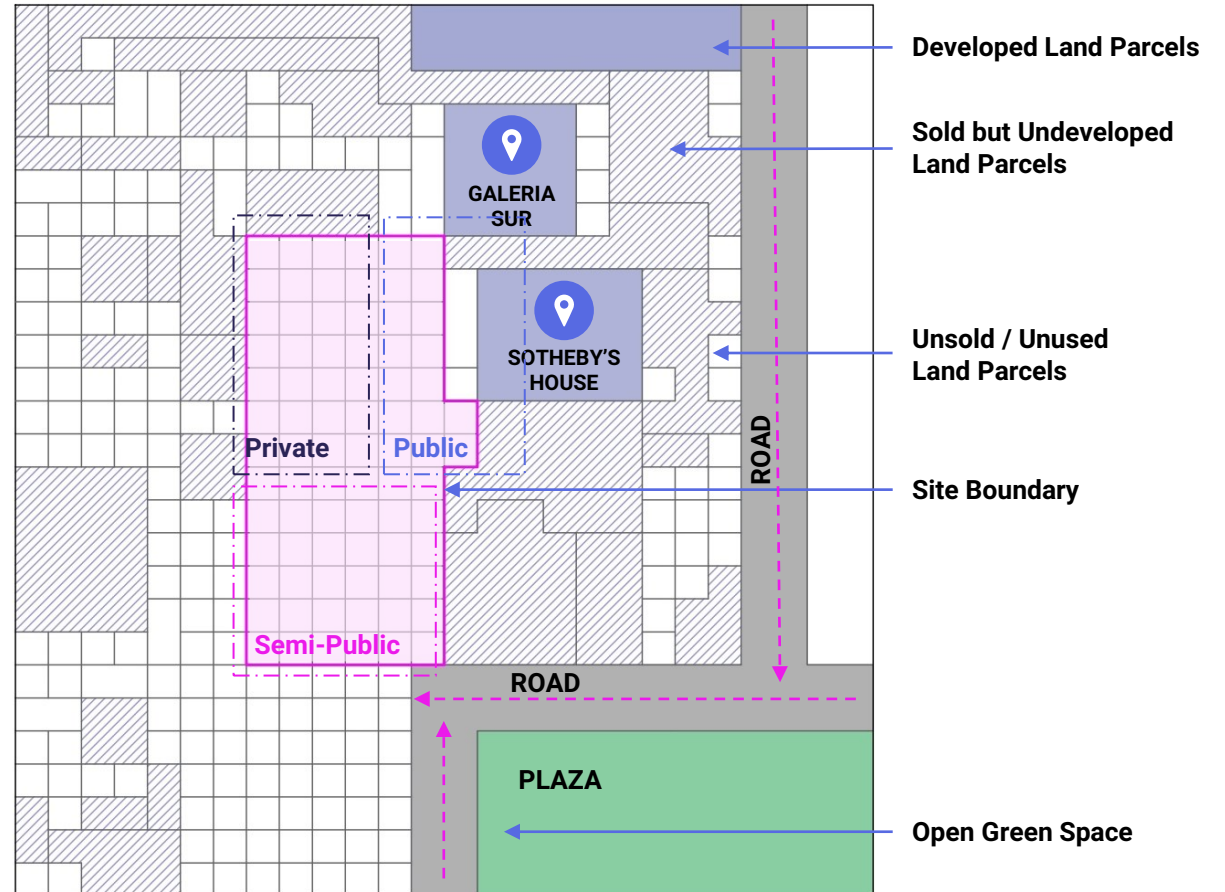 Developed Land Parcels
Sold but Undeveloped
Land Parcels
GALERIA
SUR
Unsold / Unused
Land Parcels
SOTHEBY'S
HOUSE
Private
Public
ROAD
Site Boundary
Semi-Public
ROAD
PLAZA
Open Green Space